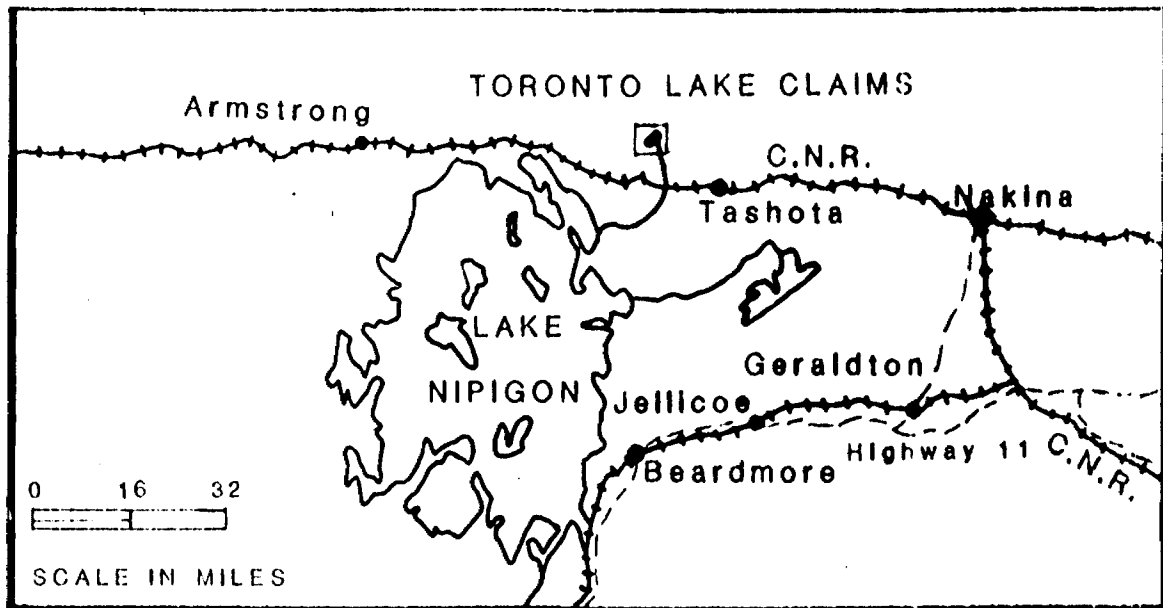 TORONTO LAKE CLAIMS
Armstrong
C.N.R.
Nakina
Tashota
LAKE
NIPIGON
Geraldton
Jellicoe
Highway 11
Beardmore
C.N.R.
0 16 32
SCALE IN MILES